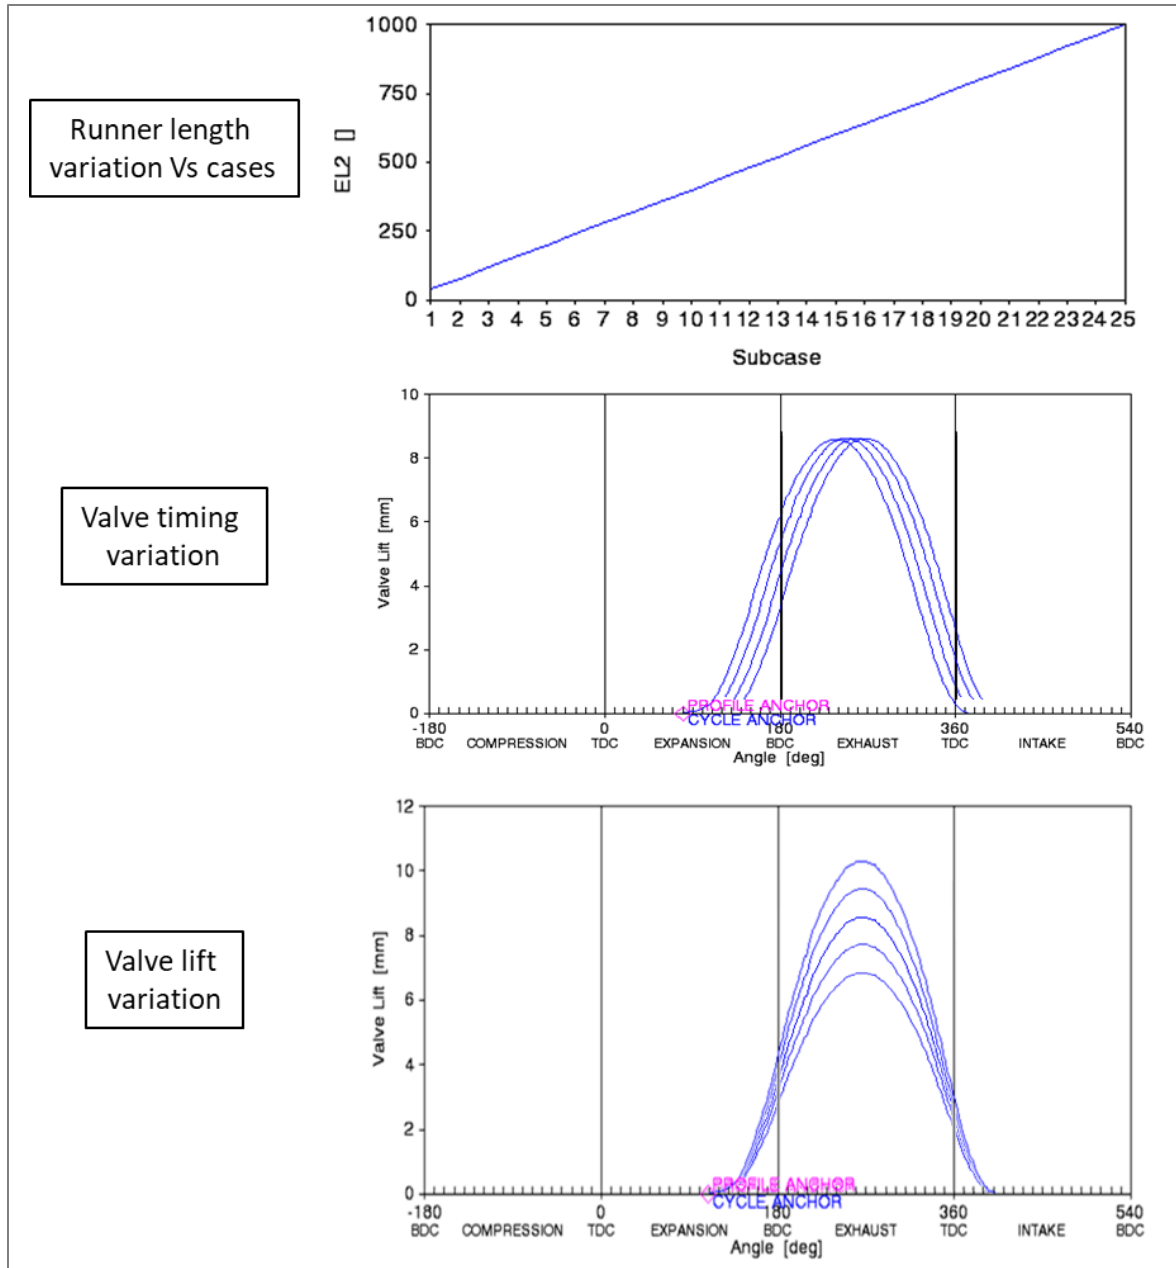 Runner length
variation Vs cases
1000
750
500
250
0
EL2 []
1 2 3 4 5 6 7 8 9 10 11 12 13 14 15 16 17 18 19 20 21 22 23 24 25
Subcase
Valve timing
variation
10
8
6
4
2
0
Valve Lift [mm]
PROFILE ANCHOR
CYCLE ANCHOR
-180 0 180 360 540
BDC COMPRESSION TDC EXPANSION BDC EXHAUST TDC INTAKE BDC
Angle [deg]
Valve lift
variation
12
10
8
6
4
2
0
Valve Lift [mm]
PROFILE ANCHOR
CYCLE ANCHOR
-180 0 180 360 540
BDC COMPRESSION TDC EXPANSION BDC EXHAUST TDC INTAKE BDC
Angle [deg]